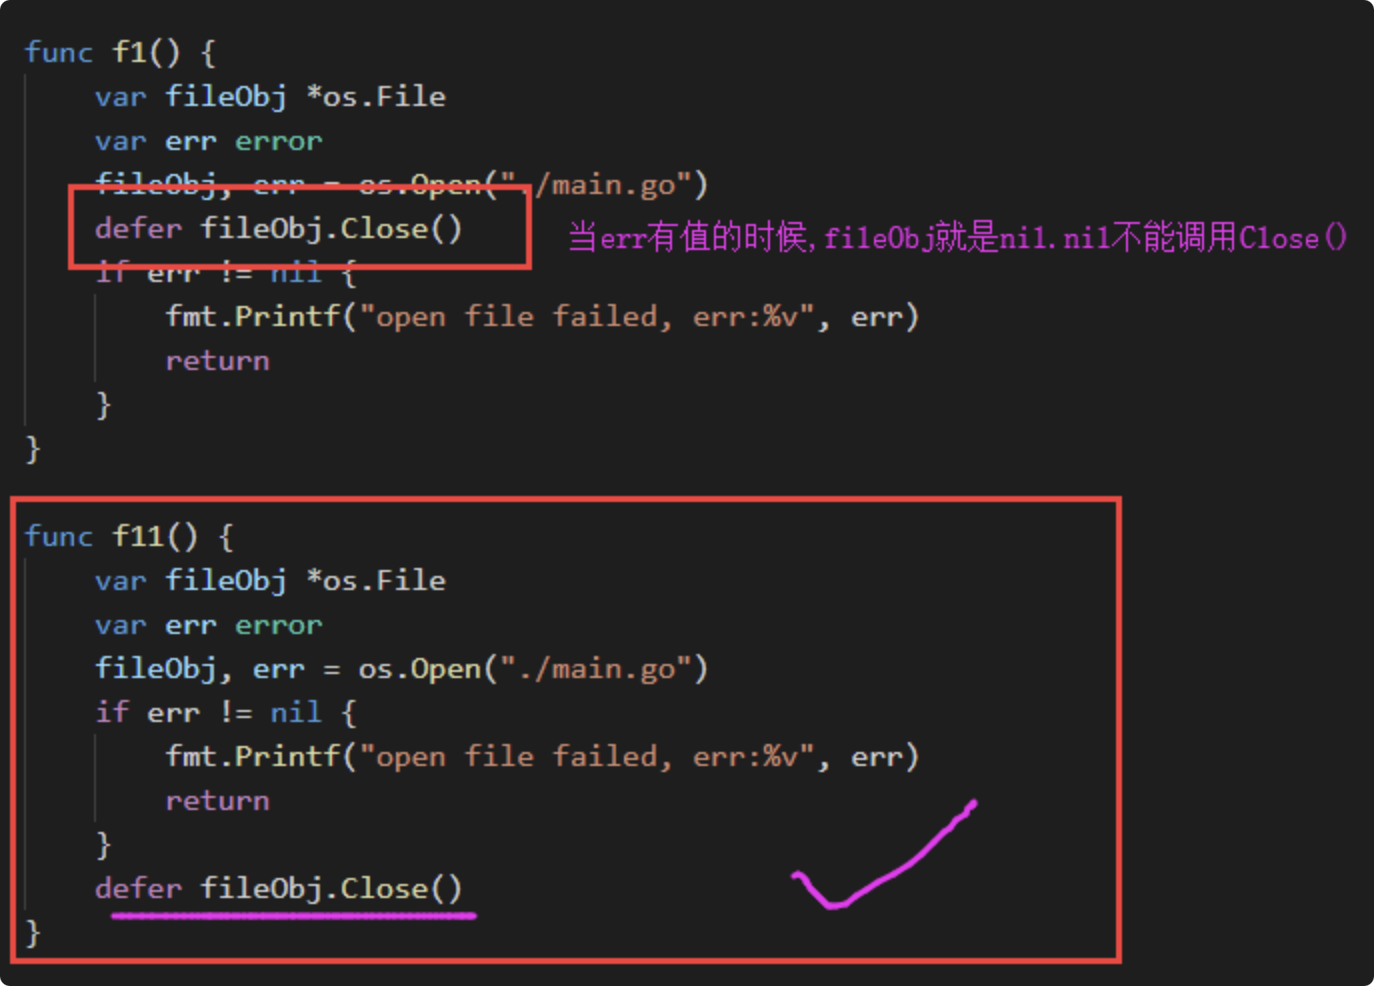 func f1() {
var fileObj *os.File
var err error
fileObj, err = os.Open("./main.go")
defer fileObj.Close()
当err有值的时候,fileObj就是nil.nil不能调用Close()
if err != nil {
fmt.Printf("open file failed, err:%v", err)
return
}
}
func f11() {
var fileObj *os.File
var err error
fileObj, err = os.Open("./main.go")
if err != nil {
fmt.Printf("open file failed, err:%v", err)
return
}
defer fileObj.Close()
}